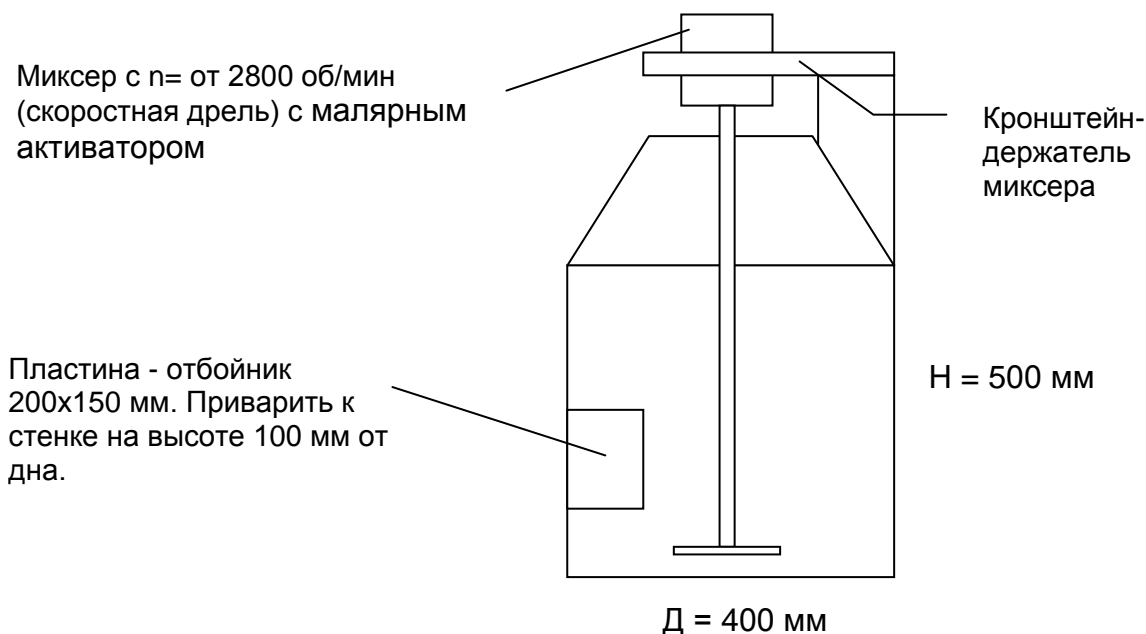 Миксер с n= от 2800 об/мин
(скоростная дрель) с малярным
активатором
Кронштейн-
держатель
миксера
Пластина - отбойник
200х150 мм. Приварить к
стенке на высоте 100 мм от
дна.
Н = 500 мм
Д = 400 мм